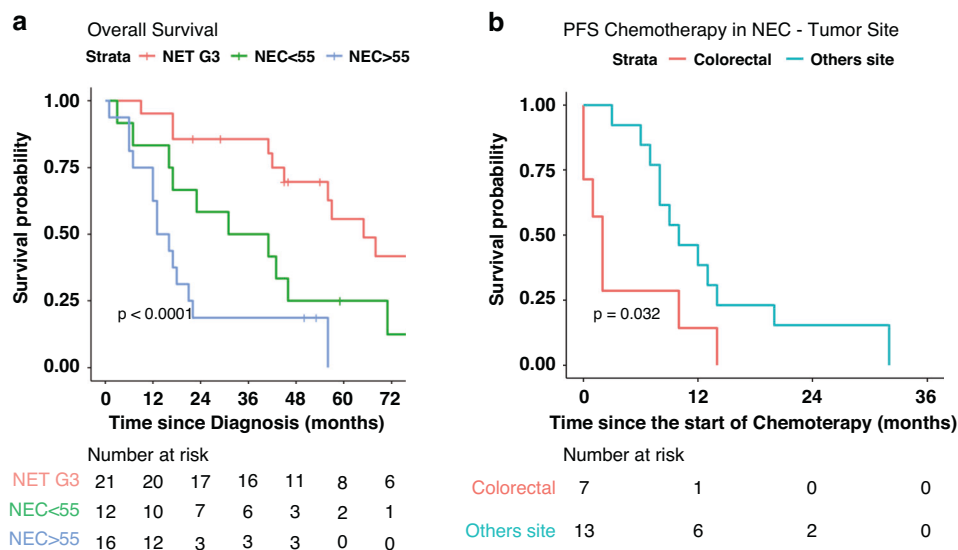 a
Overall Survival
Strata NET G3 NEC<55 NEC>55
1.00
0.75
0.50
0.25
0.00
Survival probability
p < 0.0001
0 12 24 36 48 60 72
Time since Diagnosis (months)
Number at risk
NET G3 21 20 17 16 11 8 6
NEC<55 12 10 7 6 3 2 1
NEC>55 16 12 3 3 3 0 0
b
PFS Chemotherapy in NEC - Tumor Site
Strata Colorectal Others site
1.00
0.75
0.50
0.25
0.00
Survival probability
p = 0.032
0 12 24 36
Time since the start of Chemoterapy (months)
Number at risk
Colorectal 7 1 0 0
Others site 13 6 2 0